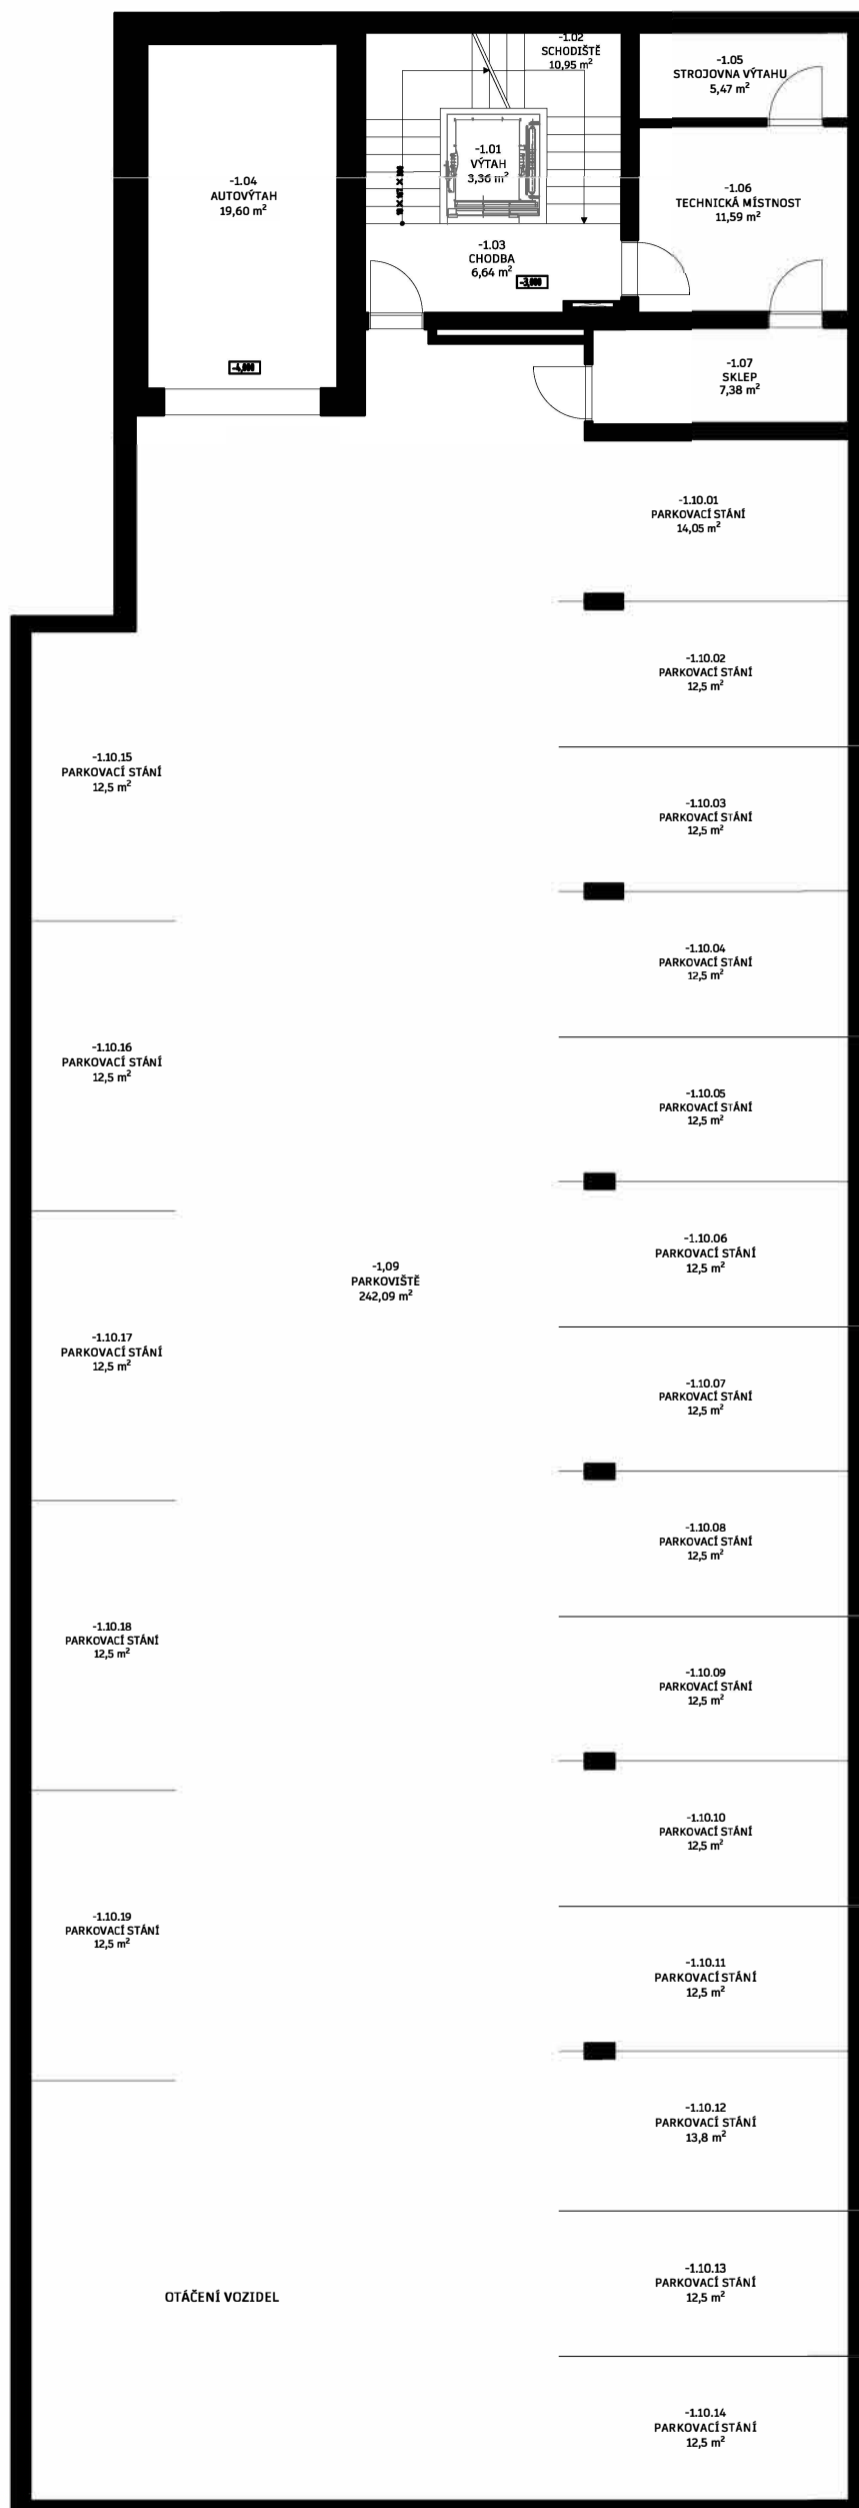 -1.02
SCHODIŠTĚ
10,95 m²
-1.05
STROJOVNA VÝTAHU
5,47 m²
-1.01
VÝTAH
3,36 m²
-1.04
AUTOVÝTAH
19,60 m²
-1.06
TECHNICKÁ MÍSTNOST
11,59 m²
-1.03
CHODBA
6,64 m²
-3,000
-4,000
-1.07
SKLEP
7,38 m²
-1.10.01
PARKOVACÍ STÁNÍ
14,05 m²
-1.10.02
PARKOVACÍ STÁNÍ
12,5 m²
-1.10.15
PARKOVACÍ STÁNÍ
12,5 m²
-1.10.03
PARKOVACÍ STÁNÍ
12,5 m²
-1.10.04
PARKOVACÍ STÁNÍ
12,5 m²
-1.10.16
PARKOVACÍ STÁNÍ
12,5 m²
-1.10.05
PARKOVACÍ STÁNÍ
12,5 m²
-1.10.06
PARKOVACÍ STÁNÍ
12,5 m²
-1,09
PARKOVIŠTĚ
242,09 m²
-1.10.17
PARKOVACÍ STÁNÍ
12,5 m²
-1.10.07
PARKOVACÍ STÁNÍ
12,5 m²
-1.10.08
PARKOVACÍ STÁNÍ
12,5 m²
-1.10.18
PARKOVACÍ STÁNÍ
12,5 m²
-1.10.09
PARKOVACÍ STÁNÍ
12,5 m²
-1.10.10
PARKOVACÍ STÁNÍ
12,5 m²
-1.10.19
PARKOVACÍ STÁNÍ
12,5 m²
-1.10.11
PARKOVACÍ STÁNÍ
12,5 m²
-1.10.12
PARKOVACÍ STÁNÍ
13,8 m²
-1.10.13
PARKOVACÍ STÁNÍ
12,5 m²
OTÁČENÍ VOZIDEL
-1.10.14
PARKOVACÍ STÁNÍ
12,5 m²